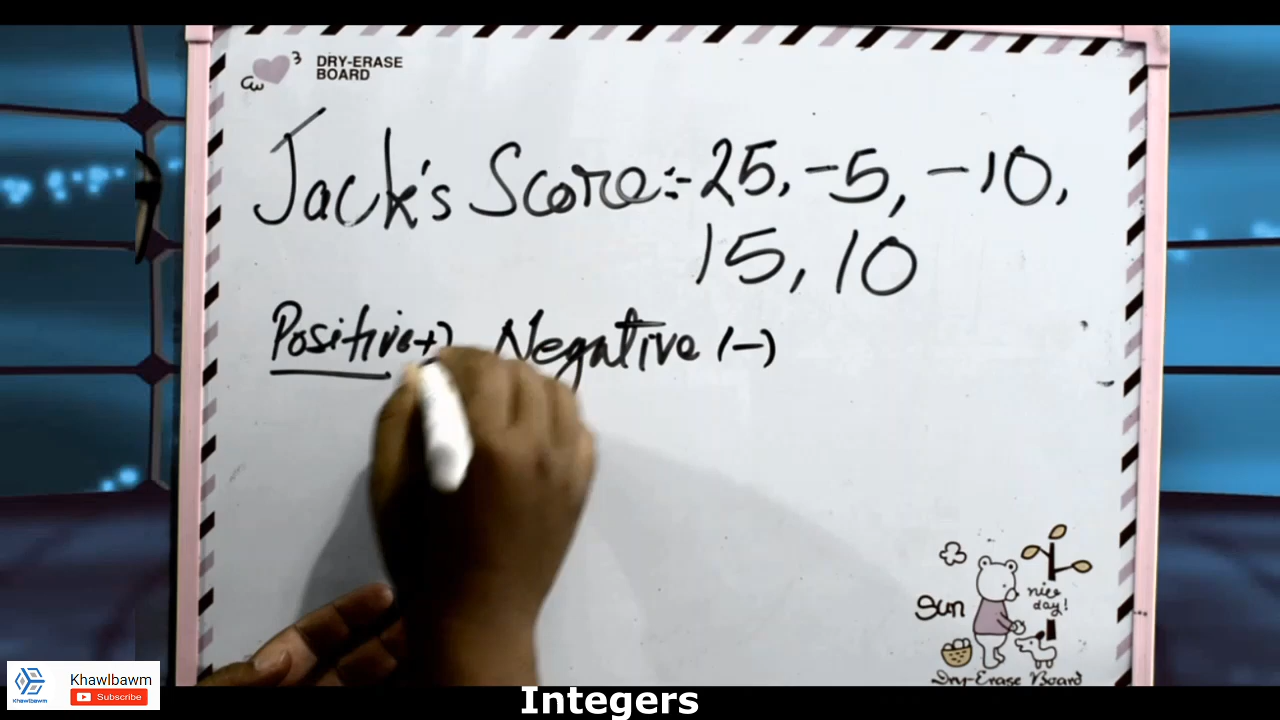 DRY-ERASE
BOARD
Jack's Score:- 25, -5, -10,
15, 10
Positive(+) Negative (-)
Sun
nice
day!
Dry-Erase Board
Khawlbawm
Khawlbawm
Subscribe
Integers